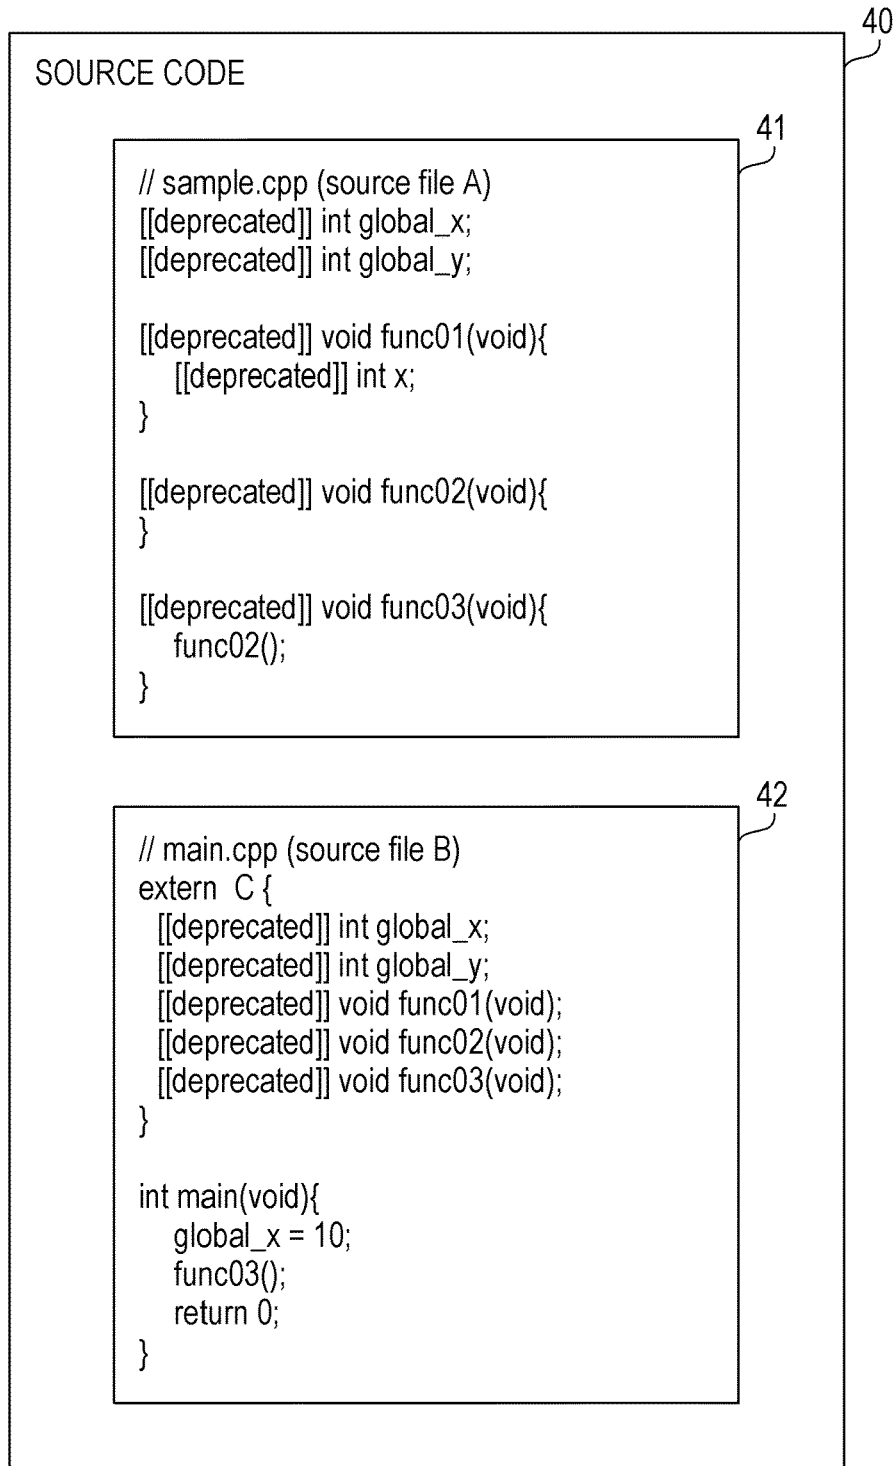 40
SOURCE CODE
41
// sample.cpp (source file A)
[[deprecated]] int global_x;
[[deprecated]] int global_y;
[[deprecated]] void func01(void){
[[deprecated]] int x;
}
[[deprecated]] void func02(void){
}
[[deprecated]] void func03(void){
func02();
}
42
// main.cpp (source file B)
extern  C {
[[deprecated]] int global_x;
[[deprecated]] int global_y;
[[deprecated]] void func01(void);
[[deprecated]] void func02(void);
[[deprecated]] void func03(void);
}
int main(void){
global_x = 10;
func03();
return 0;
}